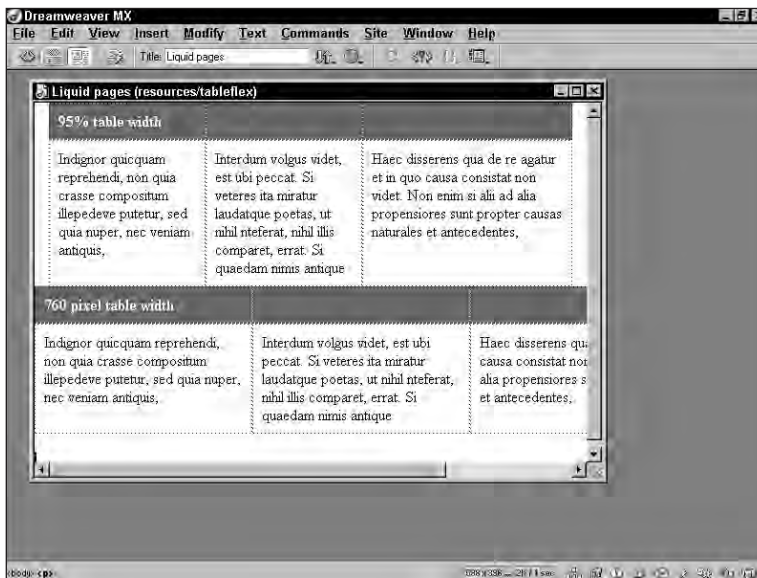 Dreamweaver MX
File Edit View Insert Modify Text Commands Site Window Help
Title: Liquid pages
Liquid pages (resources/tableflex)
95% table width
Indignor quicquam
reprehendi, non quia
crasse compositum
illepedeve putetur, sed
quia nuper, nec veniam
antiquis,
Interdum volgus videt,
est ubi peccat. Si
veteres ita miratur
laudatque poetas, ut
nihil nteferat, nihil illis
comparet, errat. Si
quaedam nimis antique
Haec disserens qua de re agatur
et in quo causa consistat non
videt. Non enim si alii ad alia
propensiores sunt propter causas
naturales et antecedentes,
760 pixel table width
Indignor quicquam reprehendi,
non quia crasse compositum
illepedeve putetur, sed quia nuper,
nec veniam antiquis,
Interdum volgus videt, est ubi
peccat. Si veteres ita miratur
laudatque poetas, ut nihil nteferat,
nihil illis comparet, errat. Si
quaedam nimis antique
Haec disserens qua
causa consistat non
alia propensiores s
et antecedentes,
<body> <p>